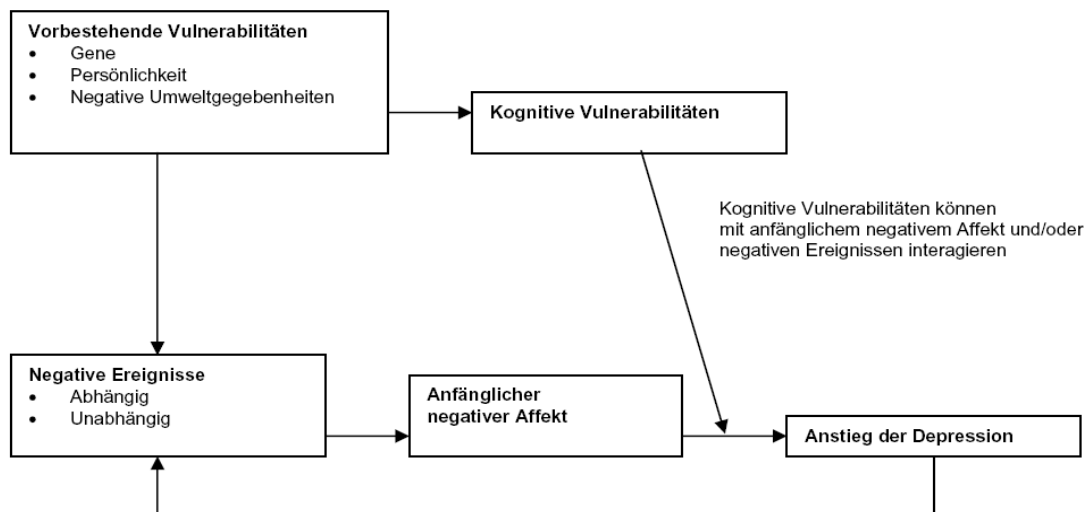 Vorbestehende Vulnerabilitäten
• Gene
• Persönlichkeit
• Negative Umweltgegebenheiten
Kognitive Vulnerabilitäten
Kognitive Vulnerabilitäten können
mit anfänglichem negativem Affekt und/oder
negativen Ereignissen interagieren
Negative Ereignisse
• Abhängig
• Unabhängig
Anfänglicher
negativer Affekt
Anstieg der Depression